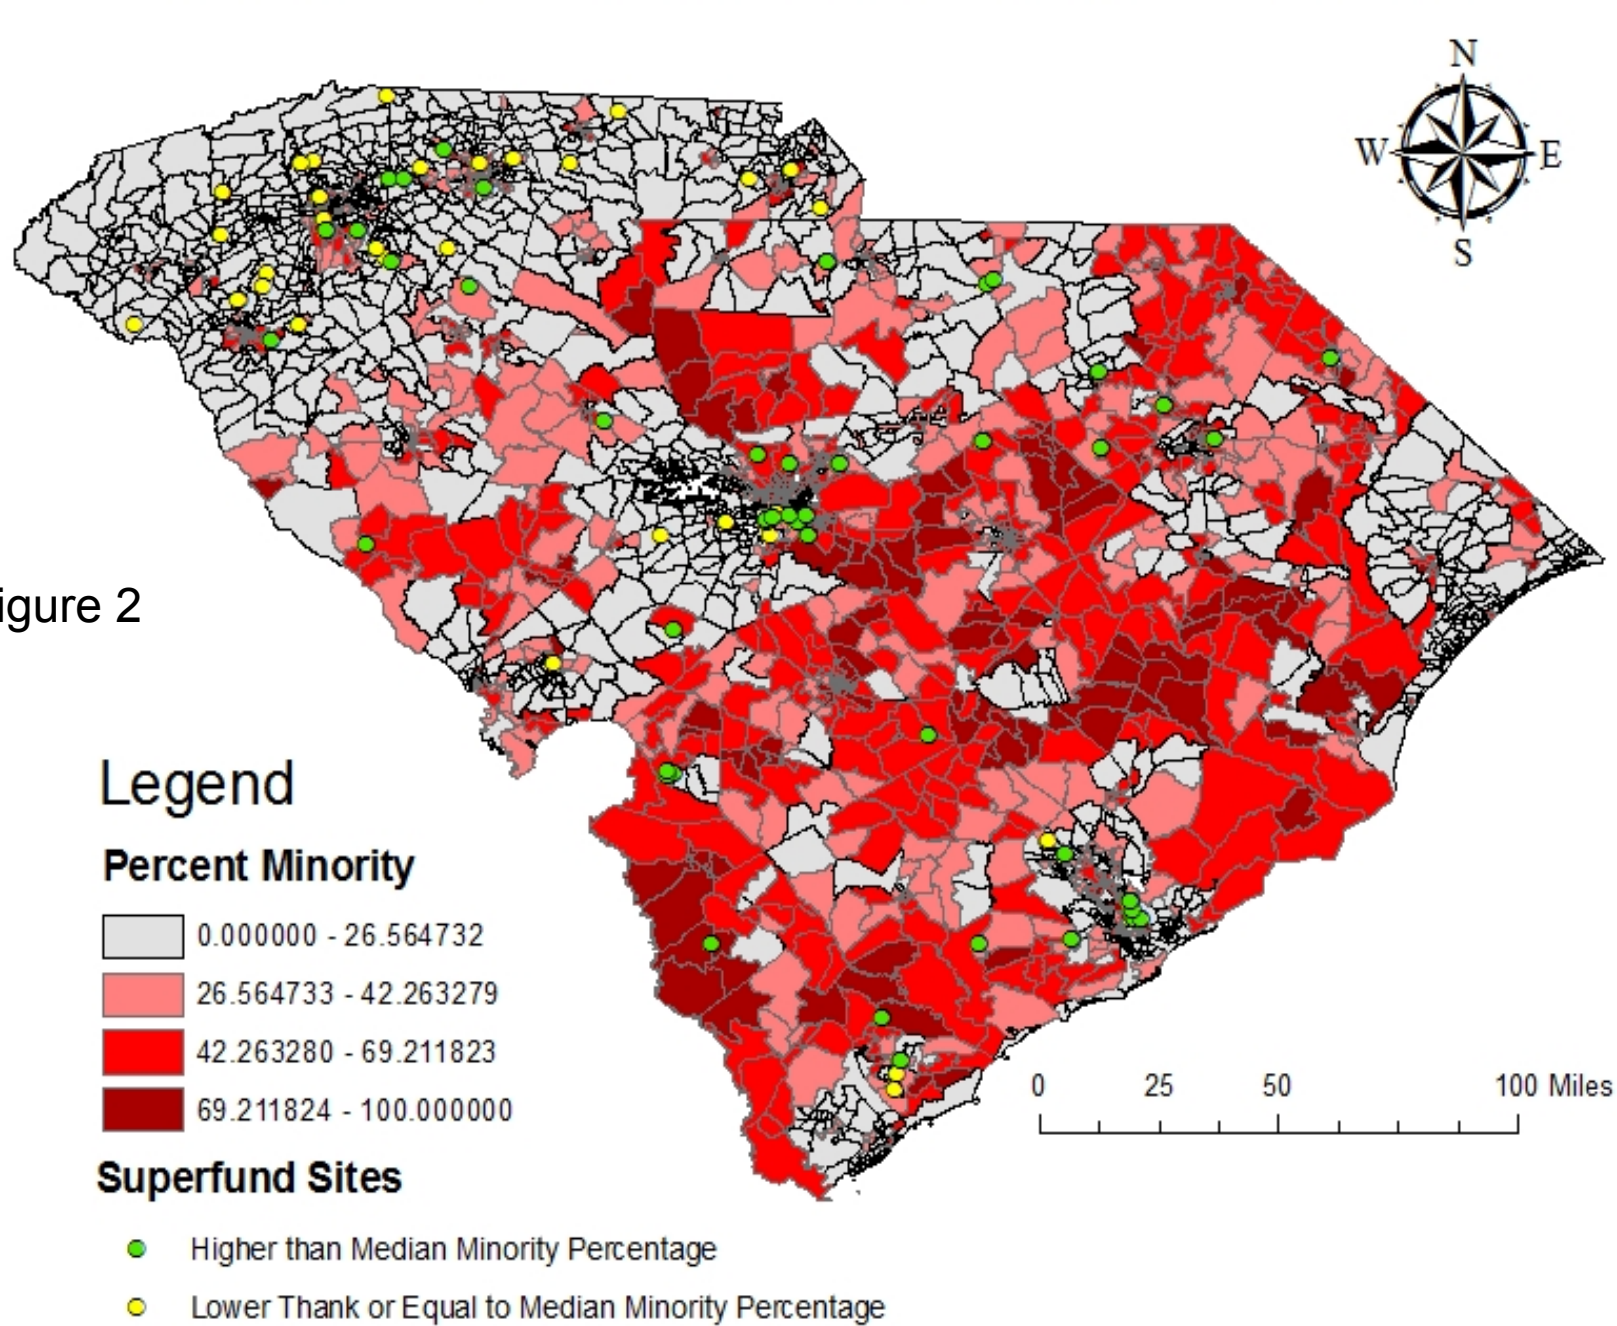 N
W E
S
igure 2
Legend
Percent Minority
0.000000 - 26.564732
26.564733 - 42.263279
42.263280 - 69.211823
69.211824 - 100.000000
0 25 50 100 Miles
Superfund Sites
Higher than Median Minority Percentage
Lower Thank or Equal to Median Minority Percentage